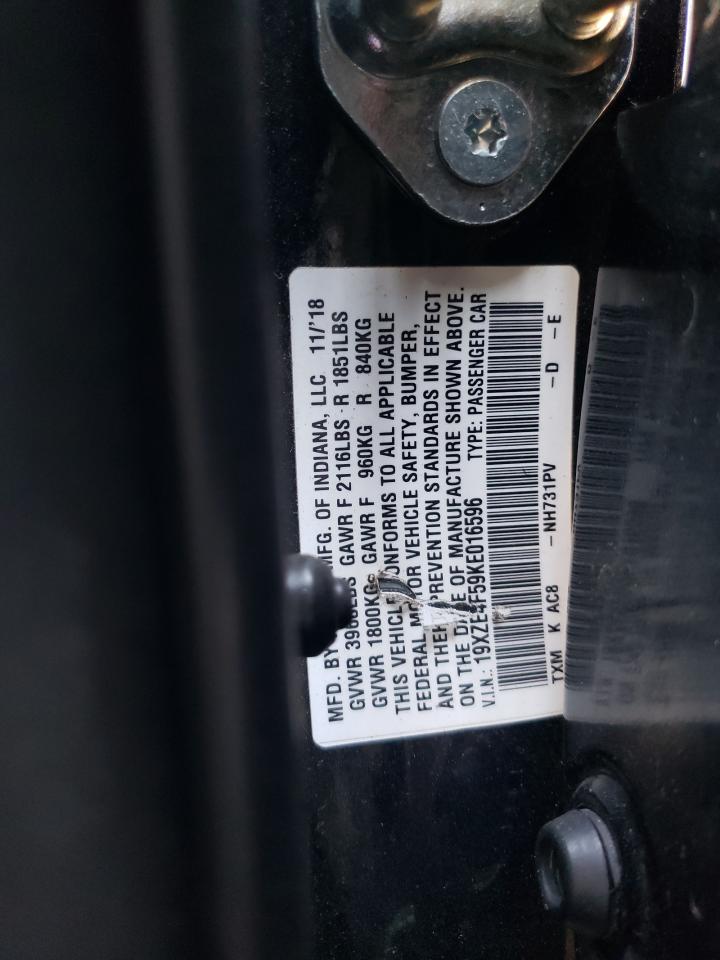 MFD. BY MFG. OF INDIANA, LLC 11/'18
GVWR LBS GAWR F 2116LBS R 1851LBS
GVWR 1800KG GAWR F 960KG R 840KG
THIS VEHICLE CONFORMS TO ALL APPLICABLE
FEDERAL MOTOR VEHICLE SAFETY, BUMPER,
AND THEFT PREVENTION STANDARDS IN EFFECT
ON THE DATE OF MANUFACTURE SHOWN ABOVE.
V.I.N.: 19XZE4F59KE016596 TYPE: PASSENGER CAR
TXM K AC8 - NH731PV - D - E